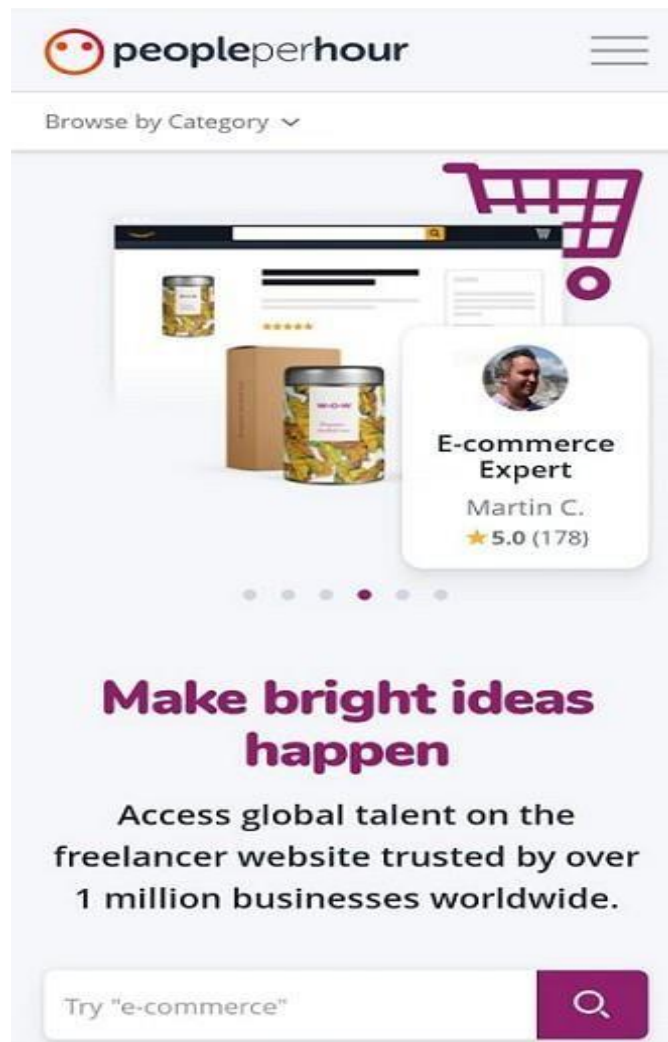 peopleperhour
Browse by Category
W·O·W
E-commerce
Expert
Martin C.
5.0 (178)
Make bright ideas
happen
Access global talent on the
freelancer website trusted by over
1 million businesses worldwide.
Try "e-commerce"